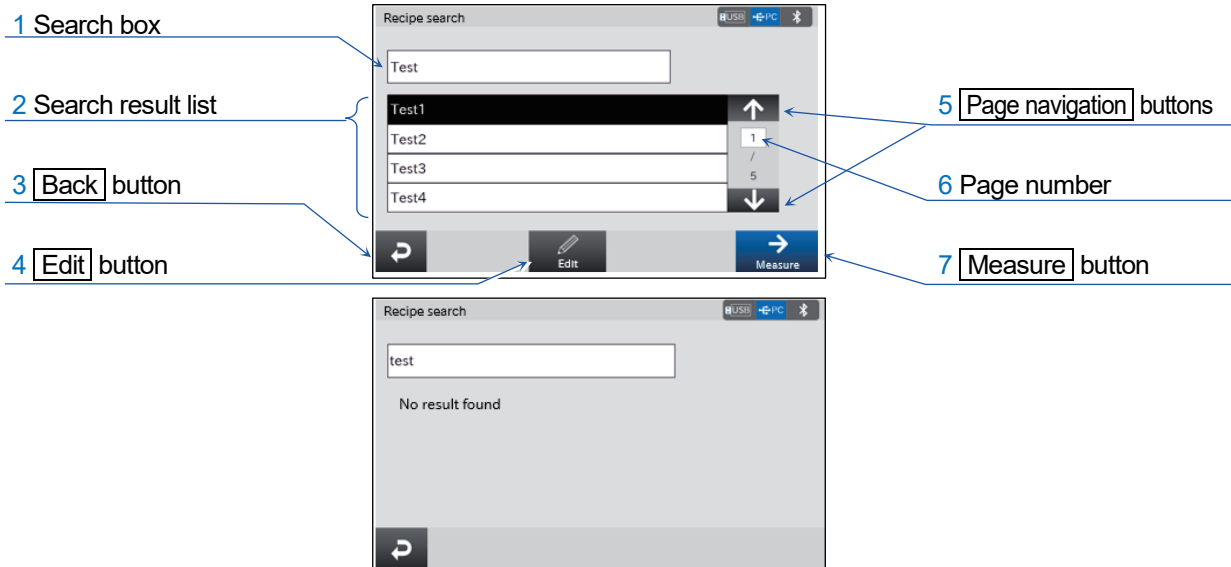 Recipe search
USB PC
1 Search box
Test
2 Search result list
Test1
Test2
Test3
Test4
1
/
5
5 Page navigation buttons
3 Back button
6 Page number
4 Edit button
Edit
Measure
7 Measure button
Recipe search
USB PC
test
No result found